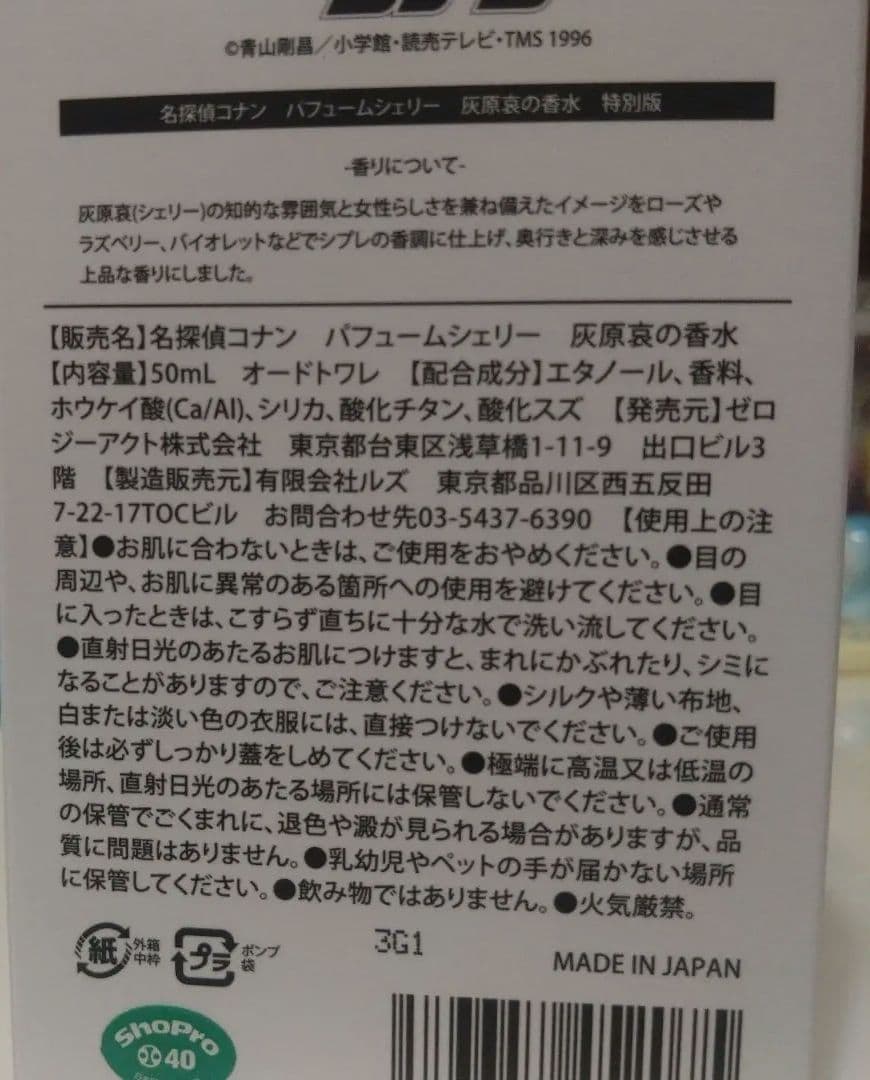 ©青山剛昌／小学館・読売テレビ・TMS 1996
名探偵コナン　パフュームシェリー　灰原哀の香水　特別版
-香りについて-
灰原哀(シェリー)の知的な雰囲気と女性らしさを兼ね備えたイメージをローズや
ラズベリー、バイオレットなどでシプレの香調に仕上げ、奥行きと深みを感じさせる
上品な香りにしました。
【販売名】名探偵コナン　パフュームシェリー　灰原哀の香水
【内容量】50mL　オードトワレ　【配合成分】エタノール、香料、
ホウケイ酸(Ca/Al)、シリカ、酸化チタン、酸化スズ　【発売元】ゼロ
ジーアクト株式会社　東京都台東区浅草橋1-11-9　出口ビル3
階　【製造販売元】有限会社ルズ　東京都品川区西五反田
7-22-17TOCビル　お問合わせ先03-5437-6390　【使用上の注
意】●お肌に合わないときは、ご使用をおやめください。●目の
周辺や、お肌に異常のある箇所への使用を避けてください。●目
に入ったときは、こすらず直ちに十分な水で洗い流してください。
●直射日光のあたるお肌につけますと、まれにかぶれたり、シミに
なることがありますので、ご注意ください。●シルクや薄い布地、
白または淡い色の衣服には、直接つけないでください。●ご使用
後は必ずしっかり蓋をしめてください。●極端に高温又は低温の
場所、直射日光のあたる場所には保管しないでください。●通常
の保管でごくまれに、退色や澱が見られる場合がありますが、品
質に問題はありません。●乳幼児やペットの手が届かない場所
に保管してください。●飲み物ではありません。●火気厳禁。
紙 外箱
中枠
プラ ポンプ
袋
3G1
MADE IN JAPAN
ShoPro
40